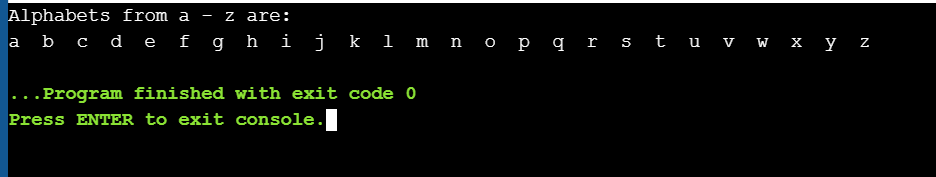 Alphabets from a - z are:
a b c d e f g h i j k l m n o p q r s t u v w x y z
...Program finished with exit code 0
Press ENTER to exit console.